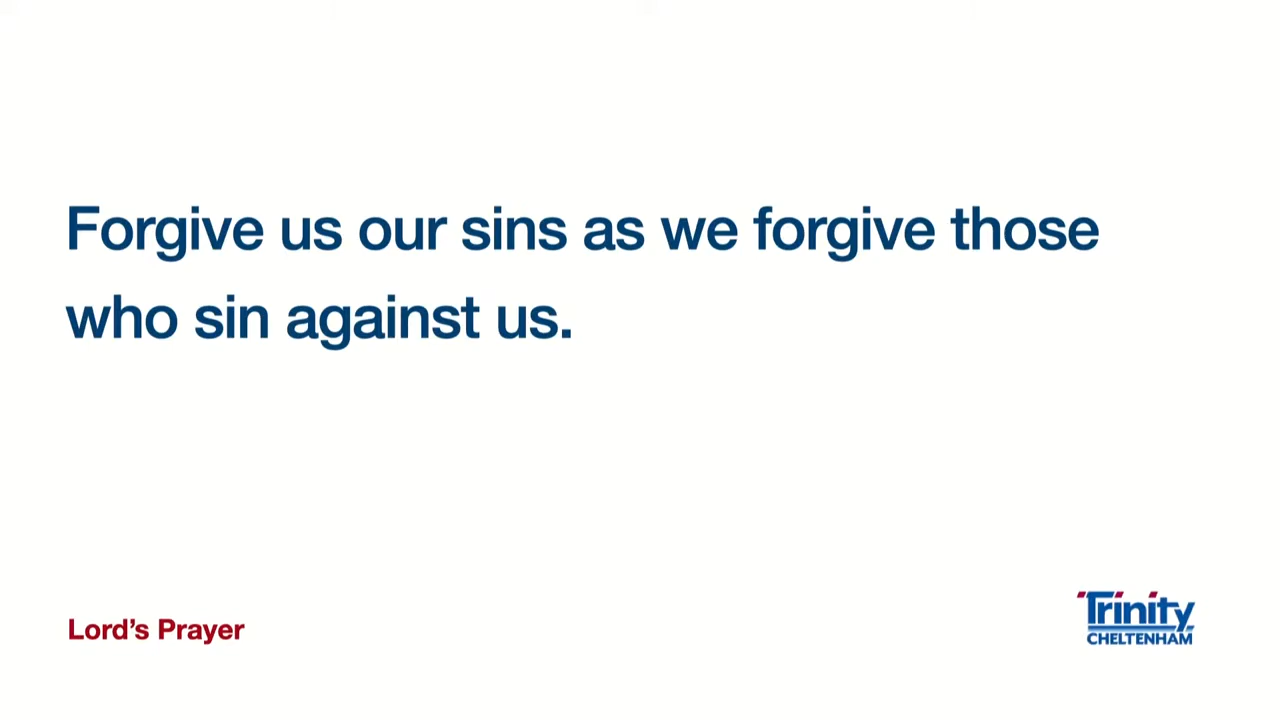 Forgive us our sins as we forgive those
who sin against us.
Lord’s Prayer
Trinity
CHELTENHAM